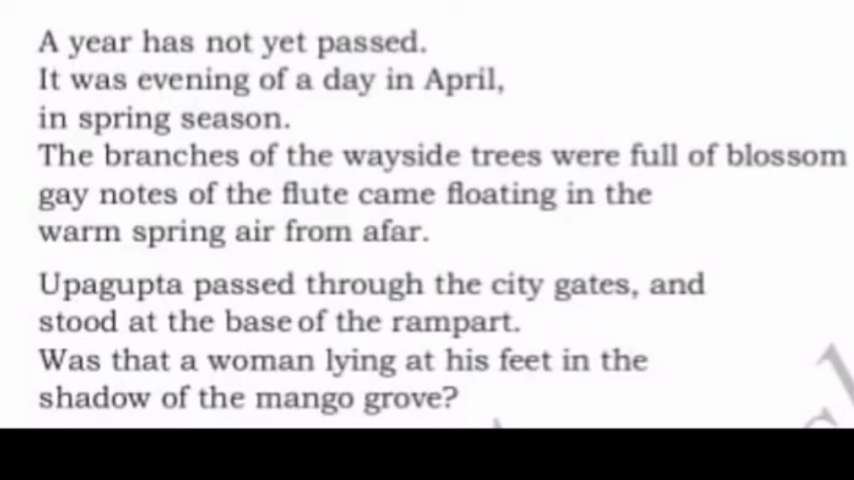 A year has not yet passed.
It was evening of a day in April,
in spring season.
The branches of the wayside trees were full of blossom
gay notes of the flute came floating in the
warm spring air from afar.
Upagupta passed through the city gates, and
stood at the base of the rampart.
Was that a woman lying at his feet in the
shadow of the mango grove?